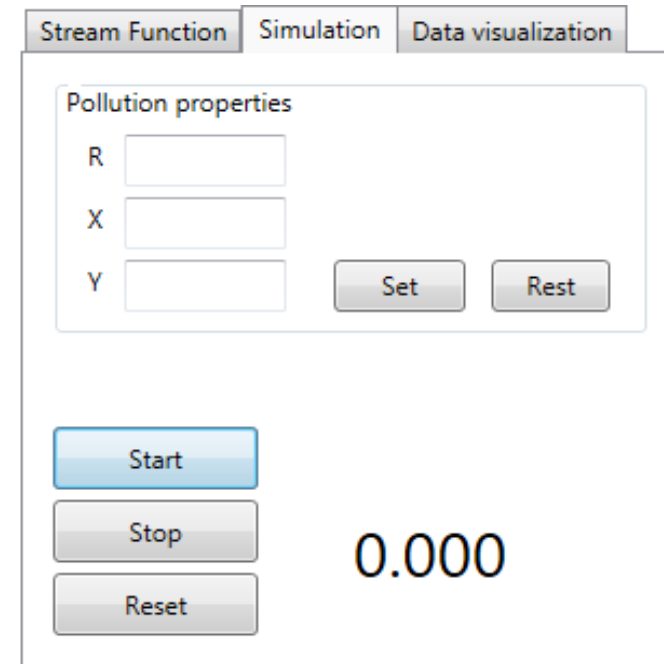 Stream Function Simulation Data visualization
Pollution properties
R
X
Y Set Rest
Start
Stop
0.000
Reset